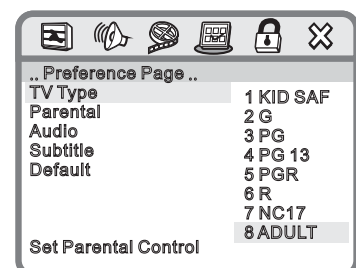 .. Preference Page ..
TV Type
Parental
Audio
Subtitle
Default
1 KID SAF
2 G
3 PG
4 PG 13
5 PGR
6 R
7 NC17
8 ADULT
Set Parental Control